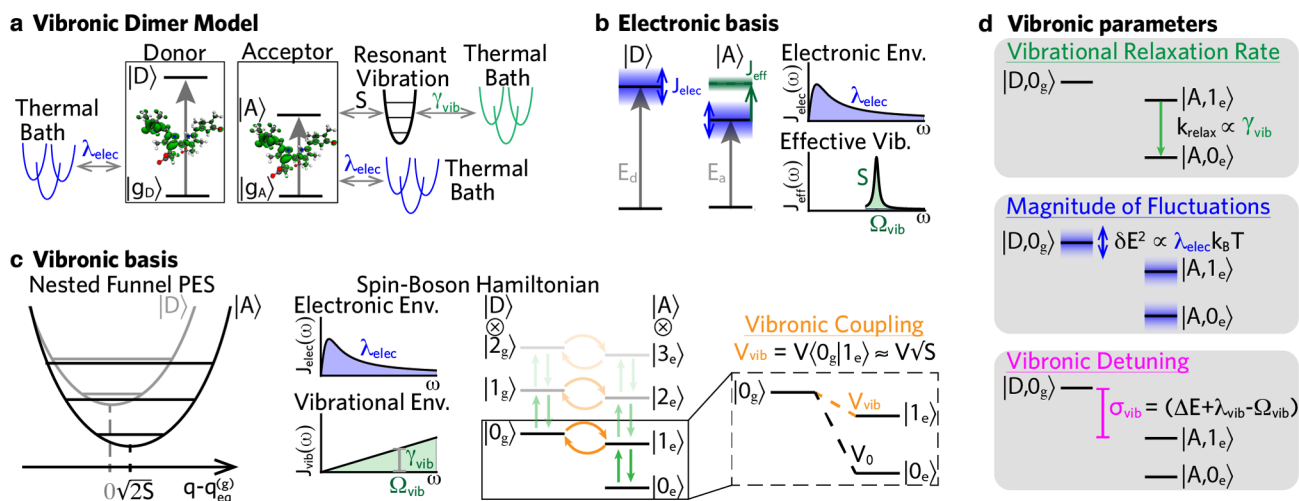 a Vibronic Dimer Model
Donor
Acceptor
Resonant
Vibration
Thermal
Bath
|D⟩
|A⟩
S
γvib
Thermal
Bath
λelec
λelec
Thermal
Bath
|gD⟩
|gA⟩
b Electronic basis
|D⟩
|A⟩
Jelec
Jeff
Ed
Ea
Electronic Env.
Jelec(ω)
λelec
ω
Effective Vib.
Jeff(ω)
S
Ωvib
ω
c Vibronic basis
Nested Funnel PES
|D⟩
|A⟩
0√2S
q-qeq(g)
Spin-Boson Hamiltonian
Electronic Env.
Jelec(ω)
λelec
ω
Vibrational Env.
Jvib(ω)
γvib
Ωvib
ω
|D⟩
⊗
|A⟩
⊗
|2g⟩
|3e⟩
|1g⟩
|2e⟩
|0g⟩
|1e⟩
|0e⟩
Vibronic Coupling
Vvib = V⟨0g|1e⟩ ≈ V√S
|0g⟩
Vvib
|1e⟩
V0
|0e⟩
d Vibronic parameters
Vibrational Relaxation Rate
|D,0g⟩
|A,1e⟩
krelax ∝ γvib
|A,0e⟩
Magnitude of Fluctuations
|D,0g⟩
δE² ∝ λeleckBT
|A,1e⟩
|A,0e⟩
Vibronic Detuning
|D,0g⟩
σvib = (ΔE+λvib-Ωvib)
|A,1e⟩
|A,0e⟩